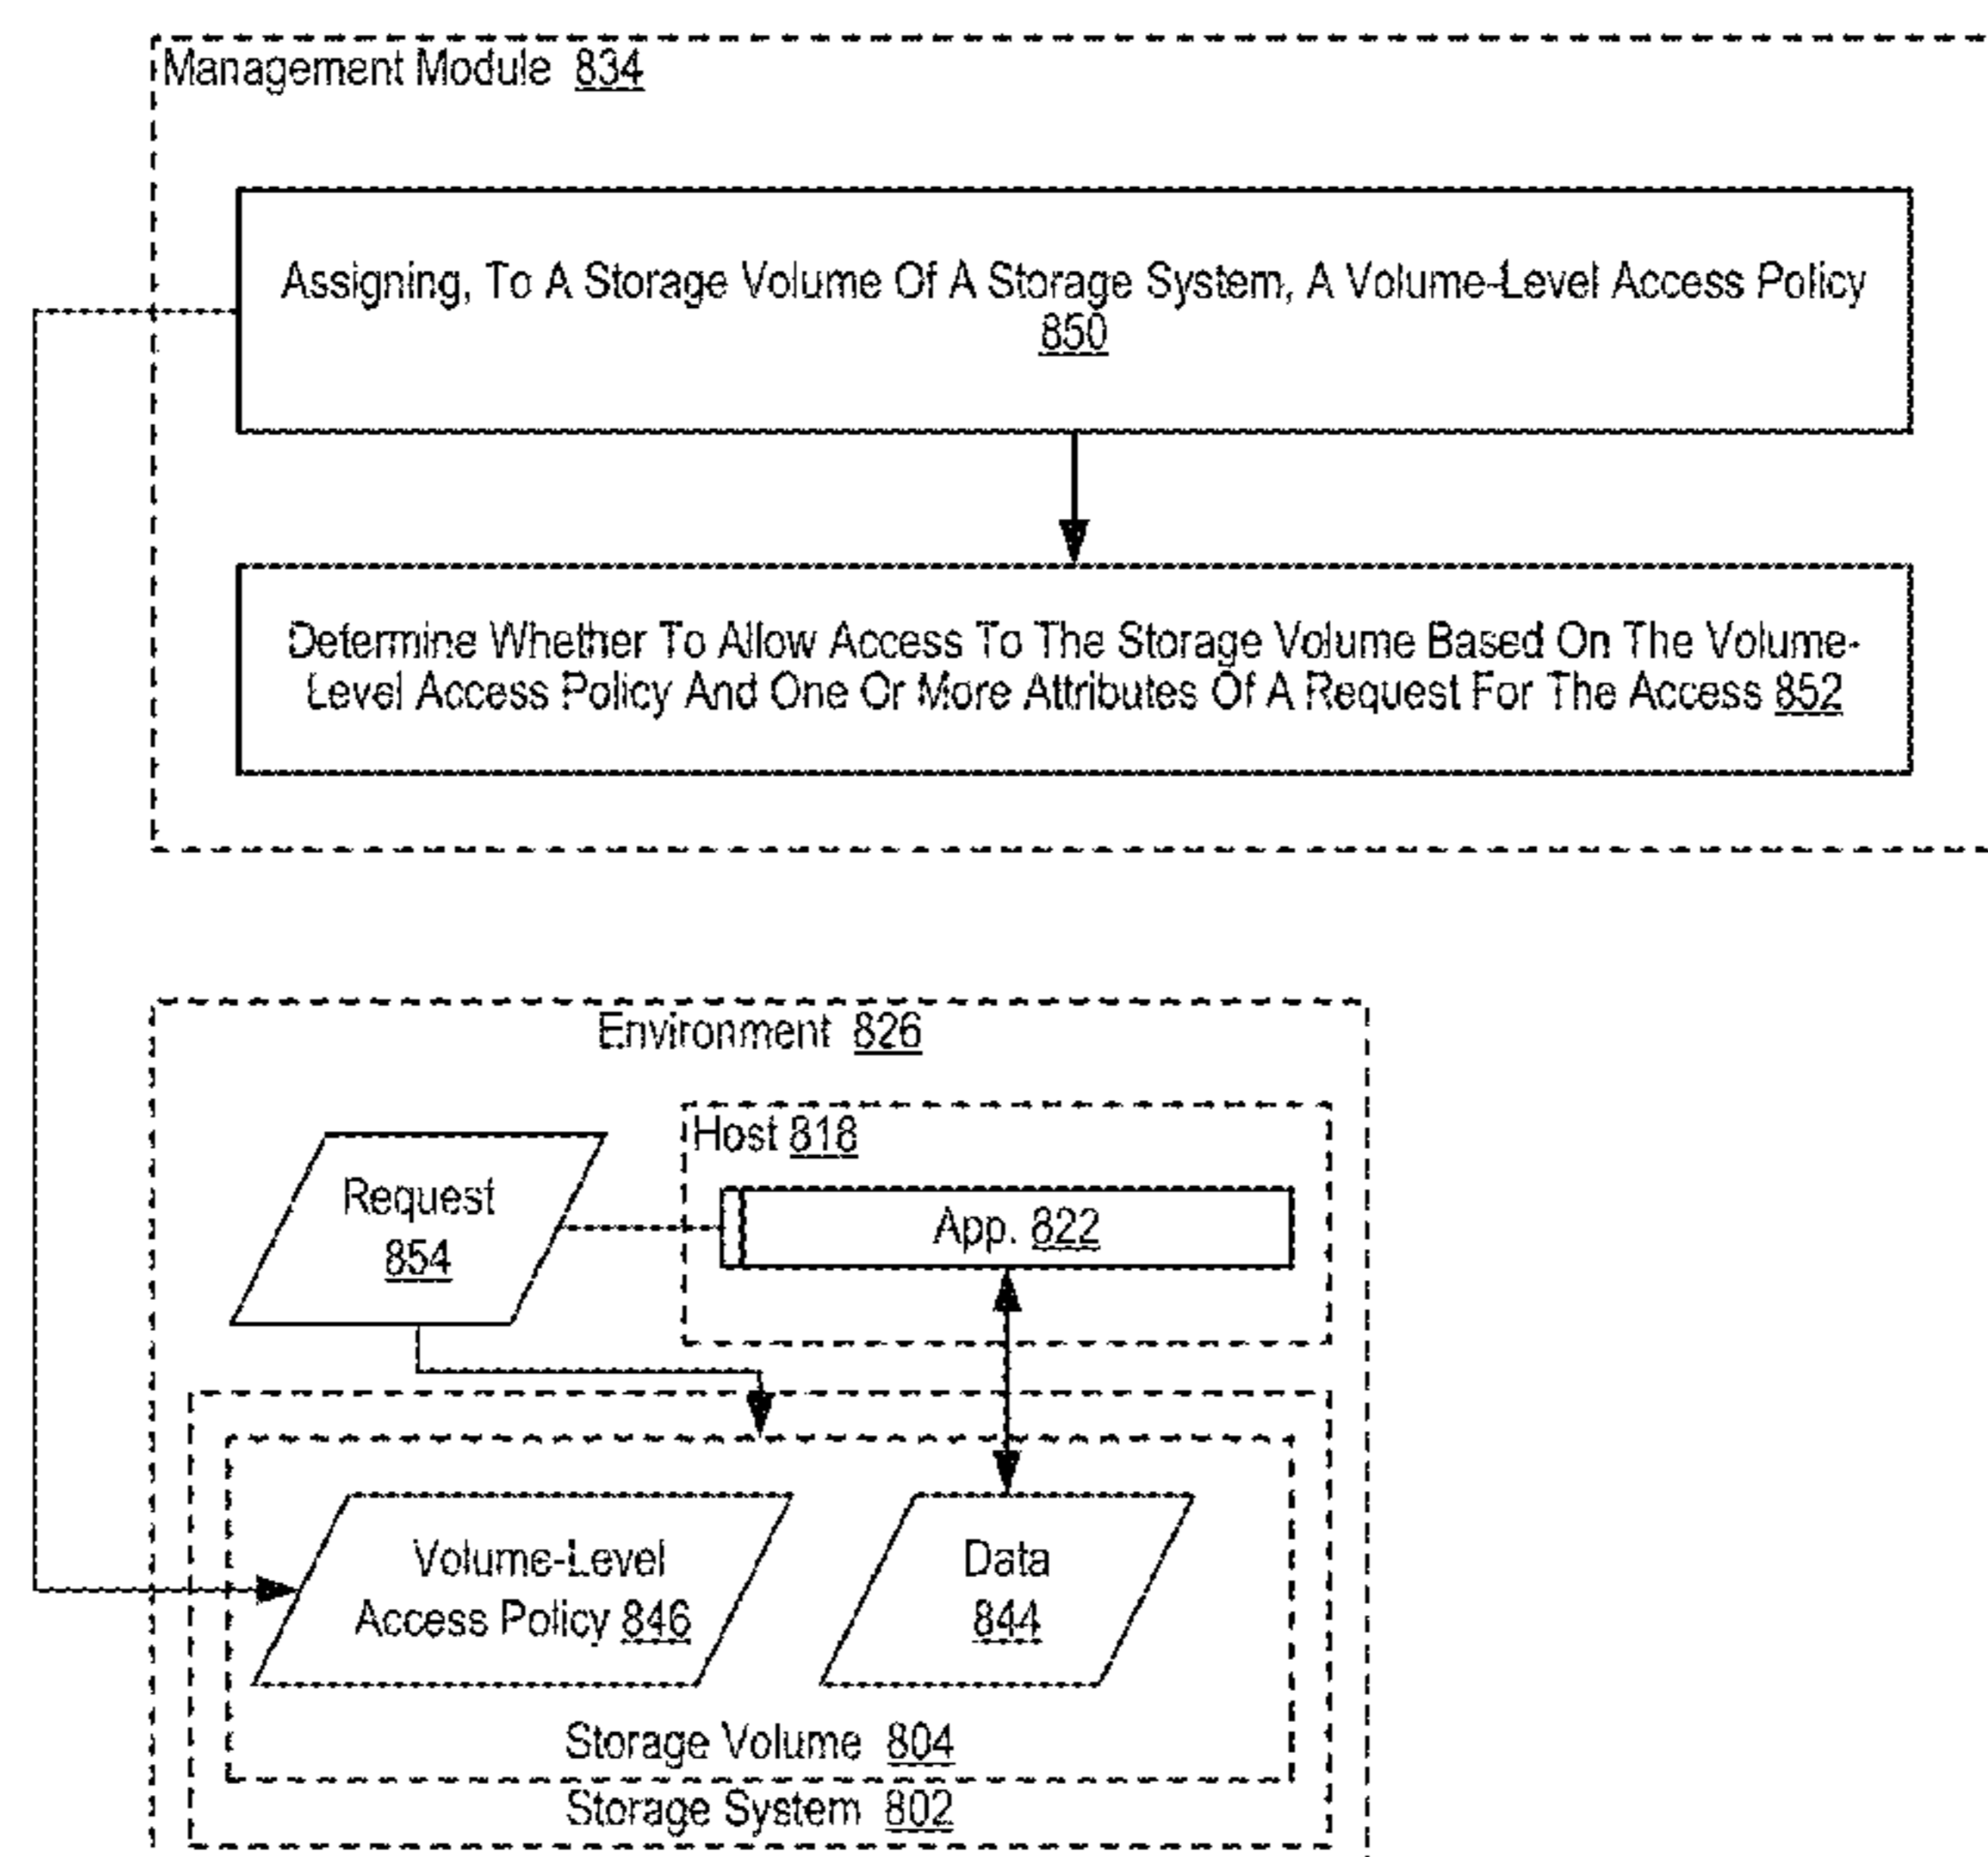 Management Module 834
Assigning, To A Storage Volume Of A Storage System, A Volume-Level Access Policy
850
Determine Whether To Allow Access To The Storage Volume Based On The Volume-
Level Access Policy And One Or More Attributes Of A Request For The Access 852
Environment 826
Host 818
Request
854
App. 822
Volume-Level
Access Policy 846
Data
844
Storage Volume 804
Storage System 802